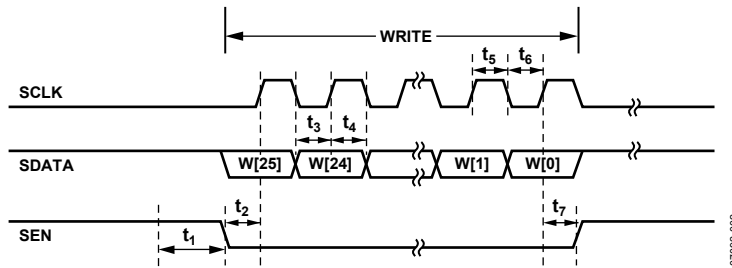 WRITE
t5 t6
SCLK
t3 t4
SDATA W[25] W[24] W[1] W[0]
t2 t7
SEN
t1